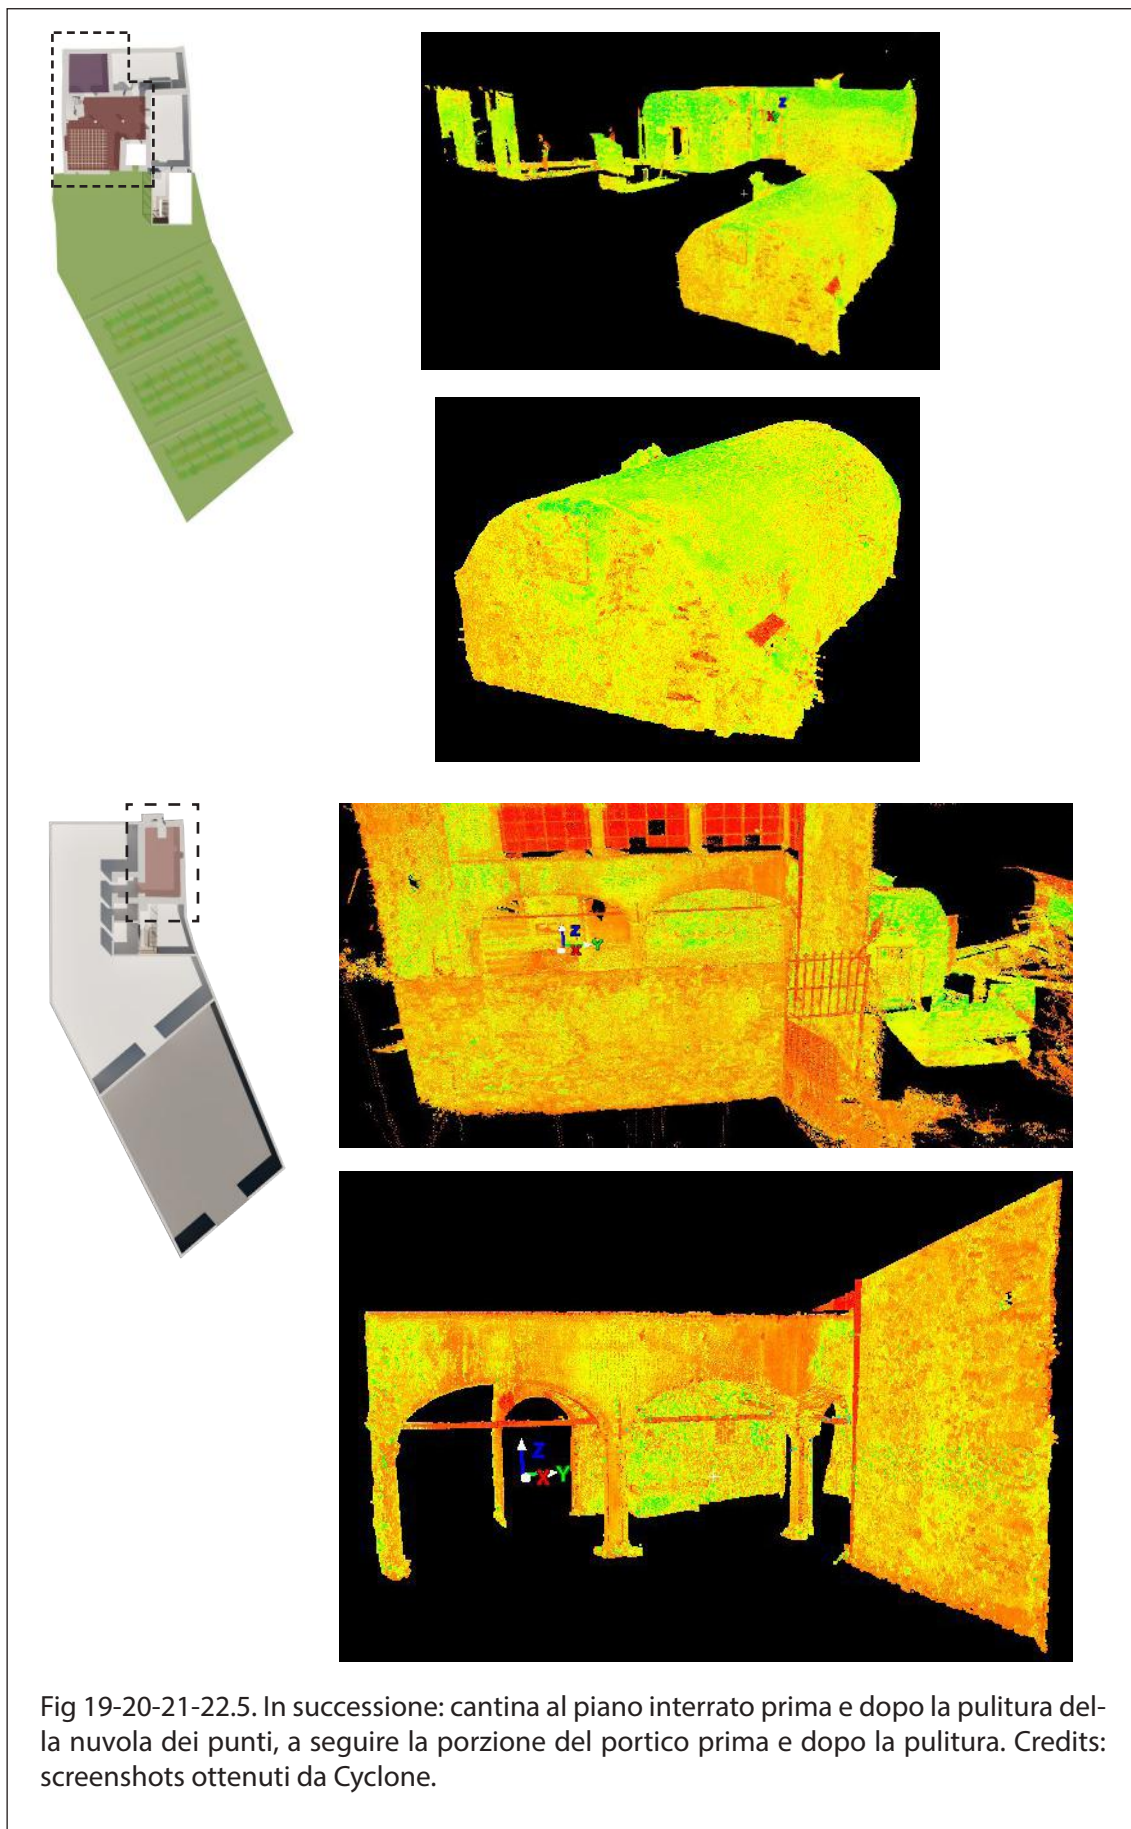 Z
X
Z
X Y
Z
X Y
Fig 19-20-21-22.5. In successione: cantina al piano interrato prima e dopo la pulitura del-
la nuvola dei punti, a seguire la porzione del portico prima e dopo la pulitura. Credits:
screenshots ottenuti da Cyclone.